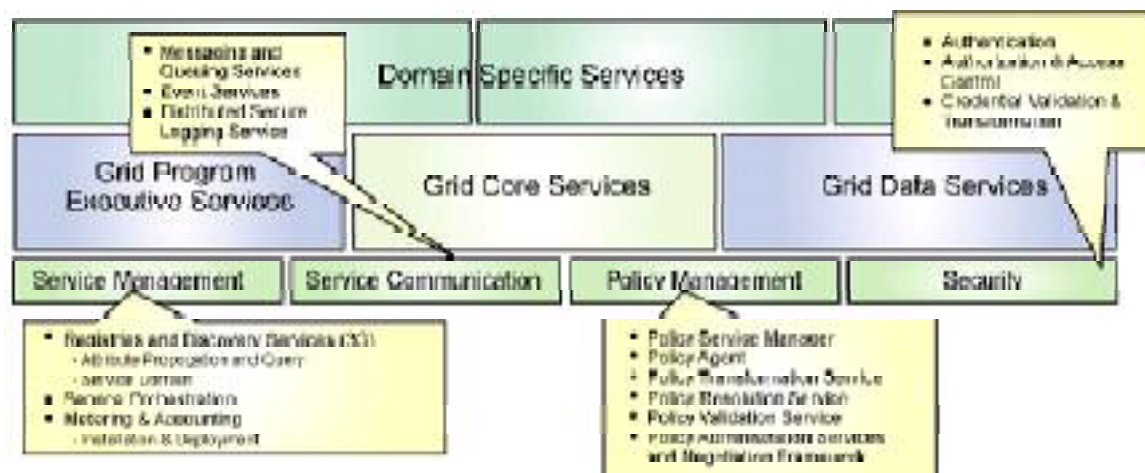 Messaging and
Queuing Services
Event Services
Distributed Secure
Logging Service
Domain Specific Services
Authentication
Authorization & Access
Control
Credential Validation &
Transformation
Grid Program
Executive Services
Grid Core Services
Grid Data Services
Service Management
Service Communication
Policy Management
Security
Registries and Discovery Services
- Attribute Propagation and Query
- Service Domain
Orchestration
Metering & Accounting
- Installation & Deployment
Policy Service Manager
Policy Agent
Policy Transformation Service
Policy Resolution Service
Policy Validation Service
Policy Administration Services
and Negotiation Framework